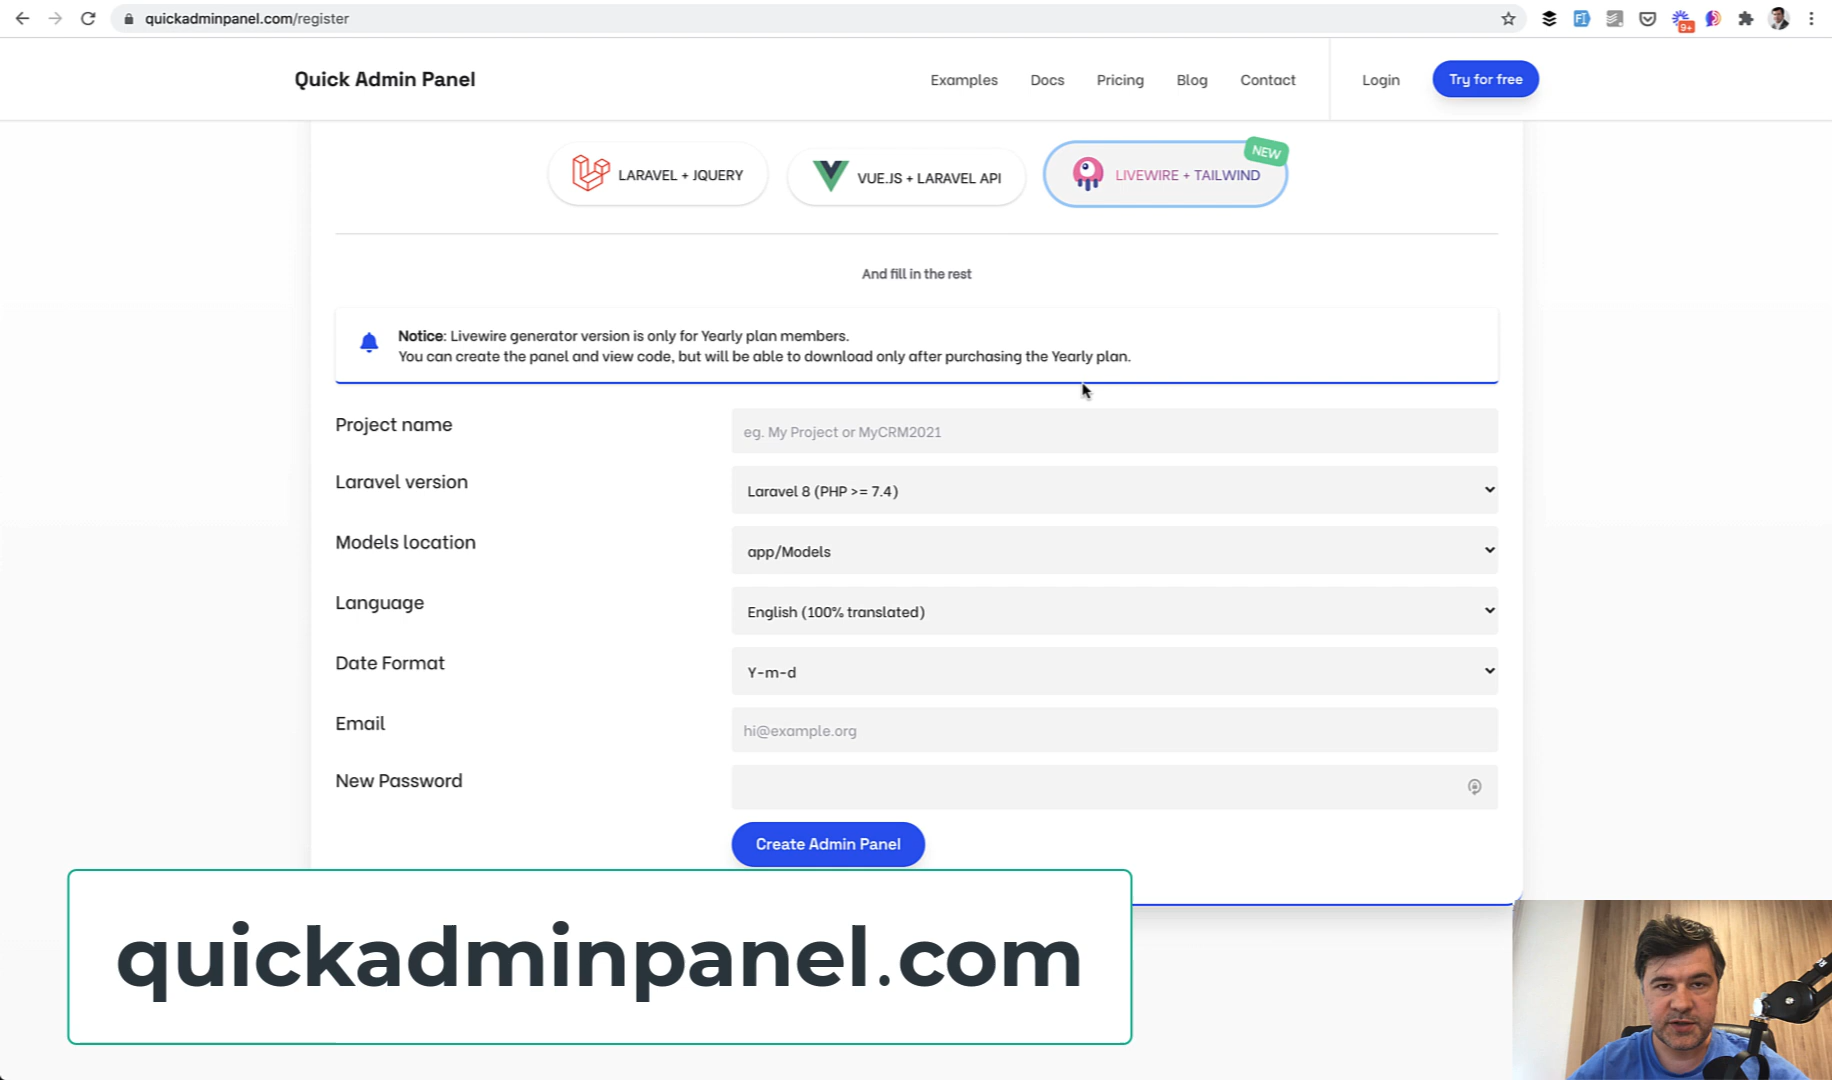 quickadminpanel.com/register
9+
Quick Admin Panel
Examples
Docs
Pricing
Blog
Contact
Login
Try for free
LARAVEL + JQUERY
VUE.JS + LARAVEL API
LIVEWIRE + TAILWIND
NEW
And fill in the rest
Notice: Livewire generator version is only for Yearly plan members.
You can create the panel and view code, but will be able to download only after purchasing the Yearly plan.
Project name
eg. My Project or MyCRM2021
Laravel version
Laravel 8 (PHP >= 7.4)
Models location
app/Models
Language
English (100% translated)
Date Format
Y-m-d
Email
hi@example.org
New Password
Create Admin Panel
quickadminpanel.com